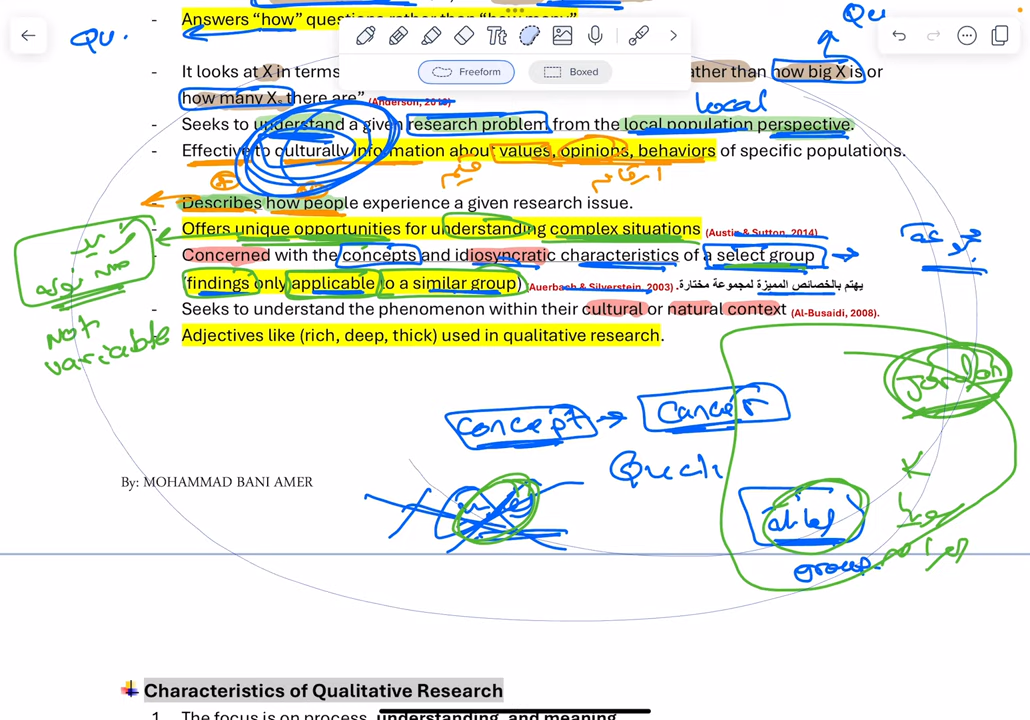 - Answers “how” questions rather than “how many”
Qu.
Qu
Freeform
Boxed
- It looks at X in terms rather than how big X is or
how many X, there are” (Anderson, 2010)
local
- Seeks to understand a given research problem from the local population perspective.
- Effective to culturally information about values, opinions, behaviors of specific populations.
قيم
ارقام
- Describes how people experience a given research issue.
- Offers unique opportunities for understanding complex situations (Austin & Sutton, 2014)
- Concerned with the concepts and idiosyncratic characteristics of a select group
(findings only applicable to a similar group) (Auerbach & Silverstein, 2003) يهتم بالخصائص المميزة لمجموعة مختارة.
- Seeks to understand the phenomenon within their cultural or natural context (Al-Busaidi, 2008).
- Adjectives like (rich, deep, thick) used in qualitative research.
Not
variable
Jordan
concept → Cancer
By: MOHAMMAD BANI AMER
group
Characteristics of Qualitative Research
1. The focus is on process, understanding, and meaning